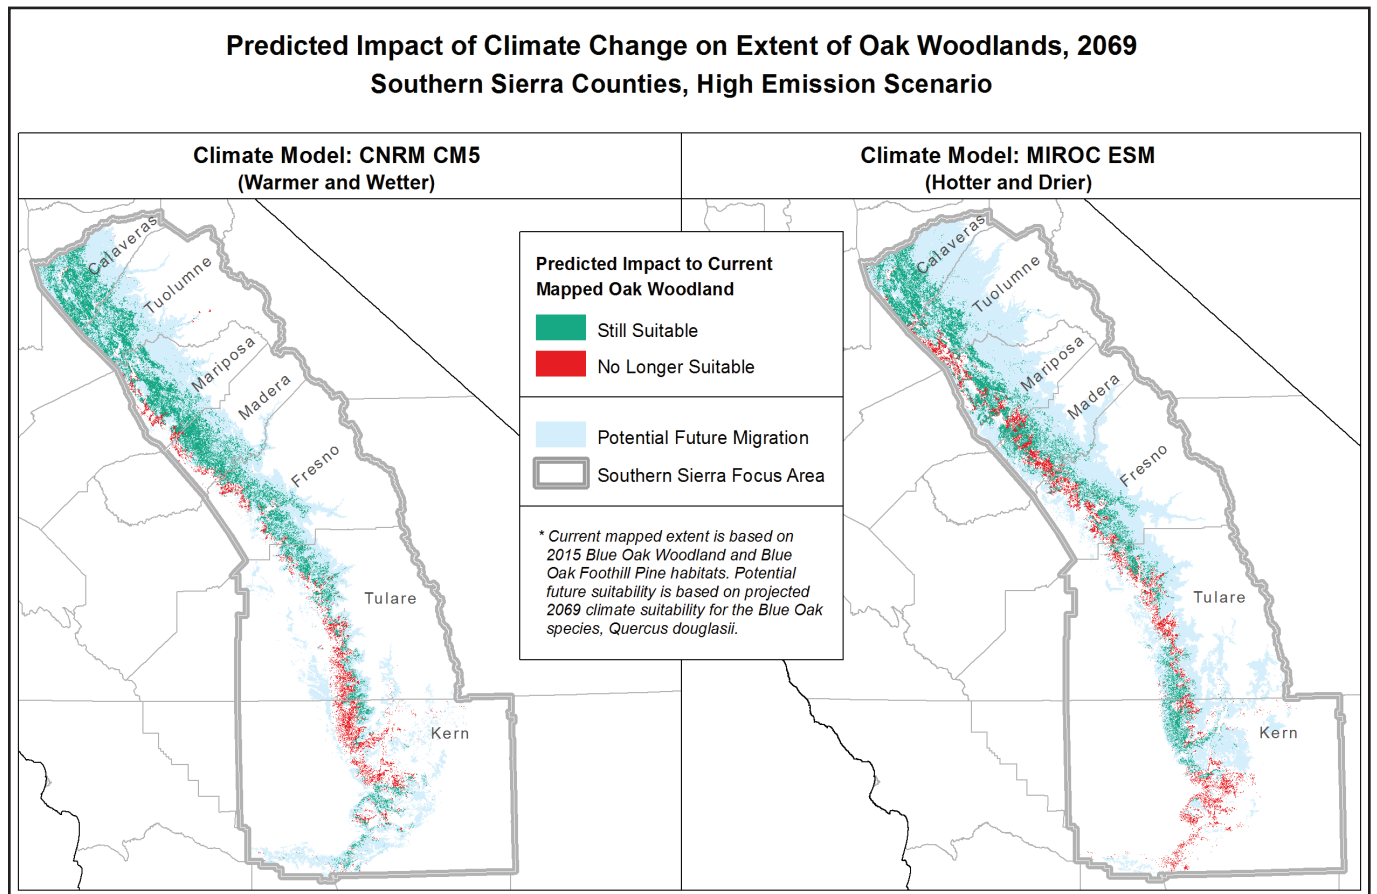 Predicted Impact of Climate Change on Extent of Oak Woodlands, 2069
Southern Sierra Counties, High Emission Scenario
Climate Model: CNRM CM5
(Warmer and Wetter)
Climate Model: MIROC ESM
(Hotter and Drier)
Calaveras
Tuolumne
Mariposa
Madera
Fresno
Tulare
Kern
Predicted Impact to Current
Mapped Oak Woodland
Still Suitable
No Longer Suitable
Potential Future Migration
Southern Sierra Focus Area
* Current mapped extent is based on
2015 Blue Oak Woodland and Blue
Oak Foothill Pine habitats. Potential
future suitability is based on projected
2069 climate suitability for the Blue Oak
species, Quercus douglasii.
Calaveras
Tuolumne
Mariposa
Madera
Fresno
Tulare
Kern